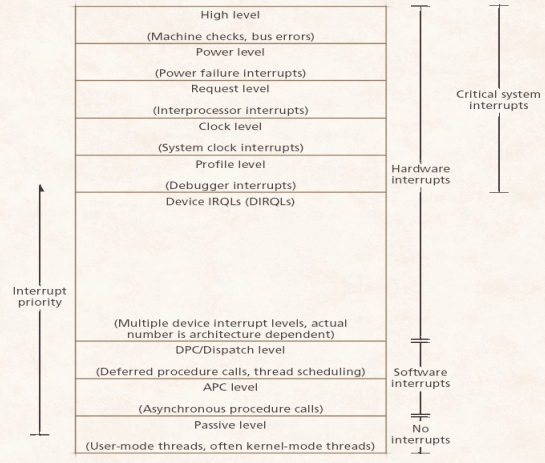 High level
(Machine checks, bus errors)
Power level
(Power failure interrupts)
Request level
(Interprocessor interrupts)
Clock level
(System clock interrupts)
Profile level
(Debugger interrupts)
Device IRQLs (DIRQLs)
(Multiple device interrupt levels, actual
number is architecture dependent)
DPC/Dispatch level
(Deferred procedure calls, thread scheduling)
APC level
(Asynchronous procedure calls)
Passive level
(User-mode threads, often kernel-mode threads)
Interrupt
priority
Hardware
interrupts
Software
interrupts
No
interrupts
Critical system
interrupts